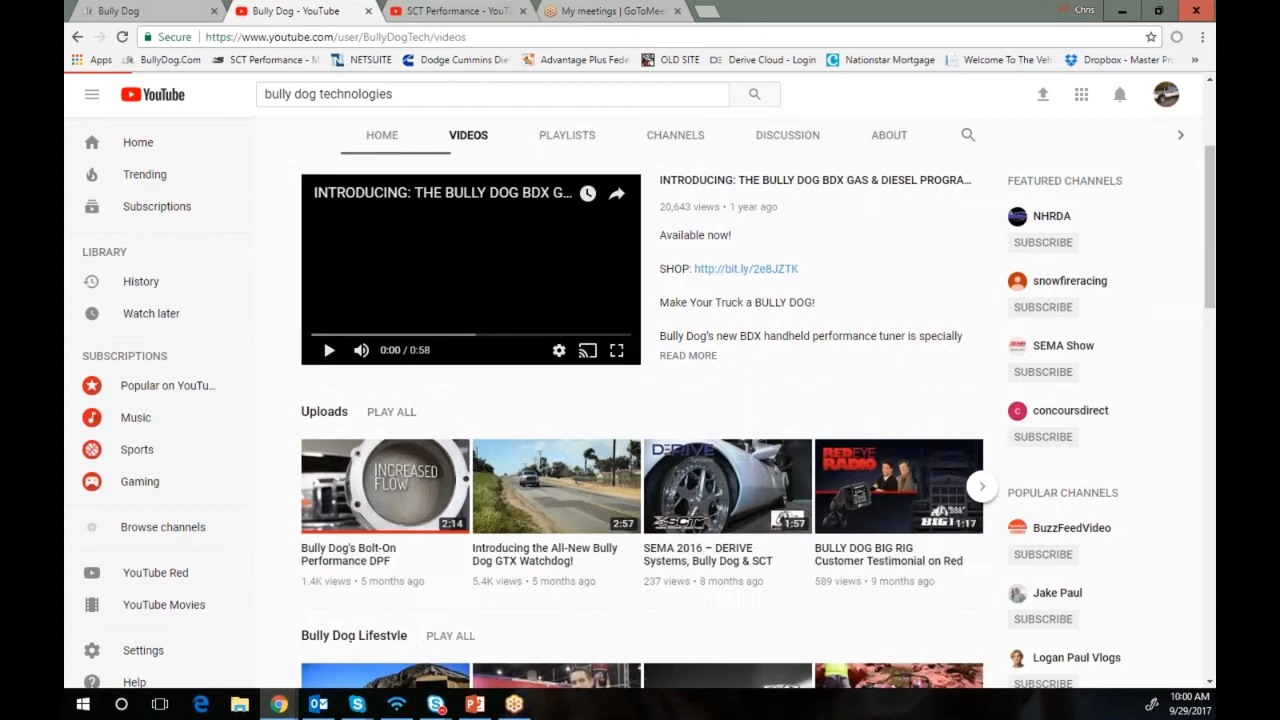 Bully Dog
Bully Dog - YouTube
SCT Performance - YouT
My meetings | GoToMee
Chris
Secure
https://www.youtube.com/user/BullyDogTech/videos
Apps
BullyDog.Com
SCT Performance - M
NETSUITE
Dodge Cummins Die
Advantage Plus Fede
OLD SITE
Derive Cloud - Login
Nationstar Mortgage
Welcome To The Veh
Dropbox - Master Pr
»
YouTube
bully dog technologies
HOME
VIDEOS
PLAYLISTS
CHANNELS
DISCUSSION
ABOUT
Home
Trending
Subscriptions
LIBRARY
History
Watch later
SUBSCRIPTIONS
Popular on YouTu...
Music
Sports
Gaming
Browse channels
YouTube Red
YouTube Movies
Settings
Help
INTRODUCING: THE BULLY DOG BDX G...
0:00 / 0:58
INTRODUCING: THE BULLY DOG BDX GAS & DIESEL PROGRA...
20,643 views • 1 year ago
Available now!
SHOP: http://bit.ly/2e8JZTK
Make Your Truck a BULLY DOG!
Bully Dog's new BDX handheld performance tuner is specially
READ MORE
Uploads
PLAY ALL
INCREASED
FLOW
2:14
Bully Dog's Bolt-On
Performance DPF
1.4K views • 5 months ago
2:57
Introducing the All-New Bully
Dog GTX Watchdog!
5.4K views • 5 months ago
DERIVE
SCT
1:57
SEMA 2016 – DERIVE
Systems, Bully Dog & SCT
237 views • 8 months ago
RED EYE
RADIO
1:17
BULLY DOG BIG RIG
Customer Testimonial on Red
589 views • 9 months ago
Bully Dog Lifestyle
PLAY ALL
FEATURED CHANNELS
NHRDA
SUBSCRIBE
snowfireracing
SUBSCRIBE
SEMA Show
SUBSCRIBE
C
concoursdirect
SUBSCRIBE
POPULAR CHANNELS
BuzzFeedVideo
SUBSCRIBE
Jake Paul
SUBSCRIBE
Logan Paul Vlogs
SUBSCRIBE
10:00 AM
9/29/2017